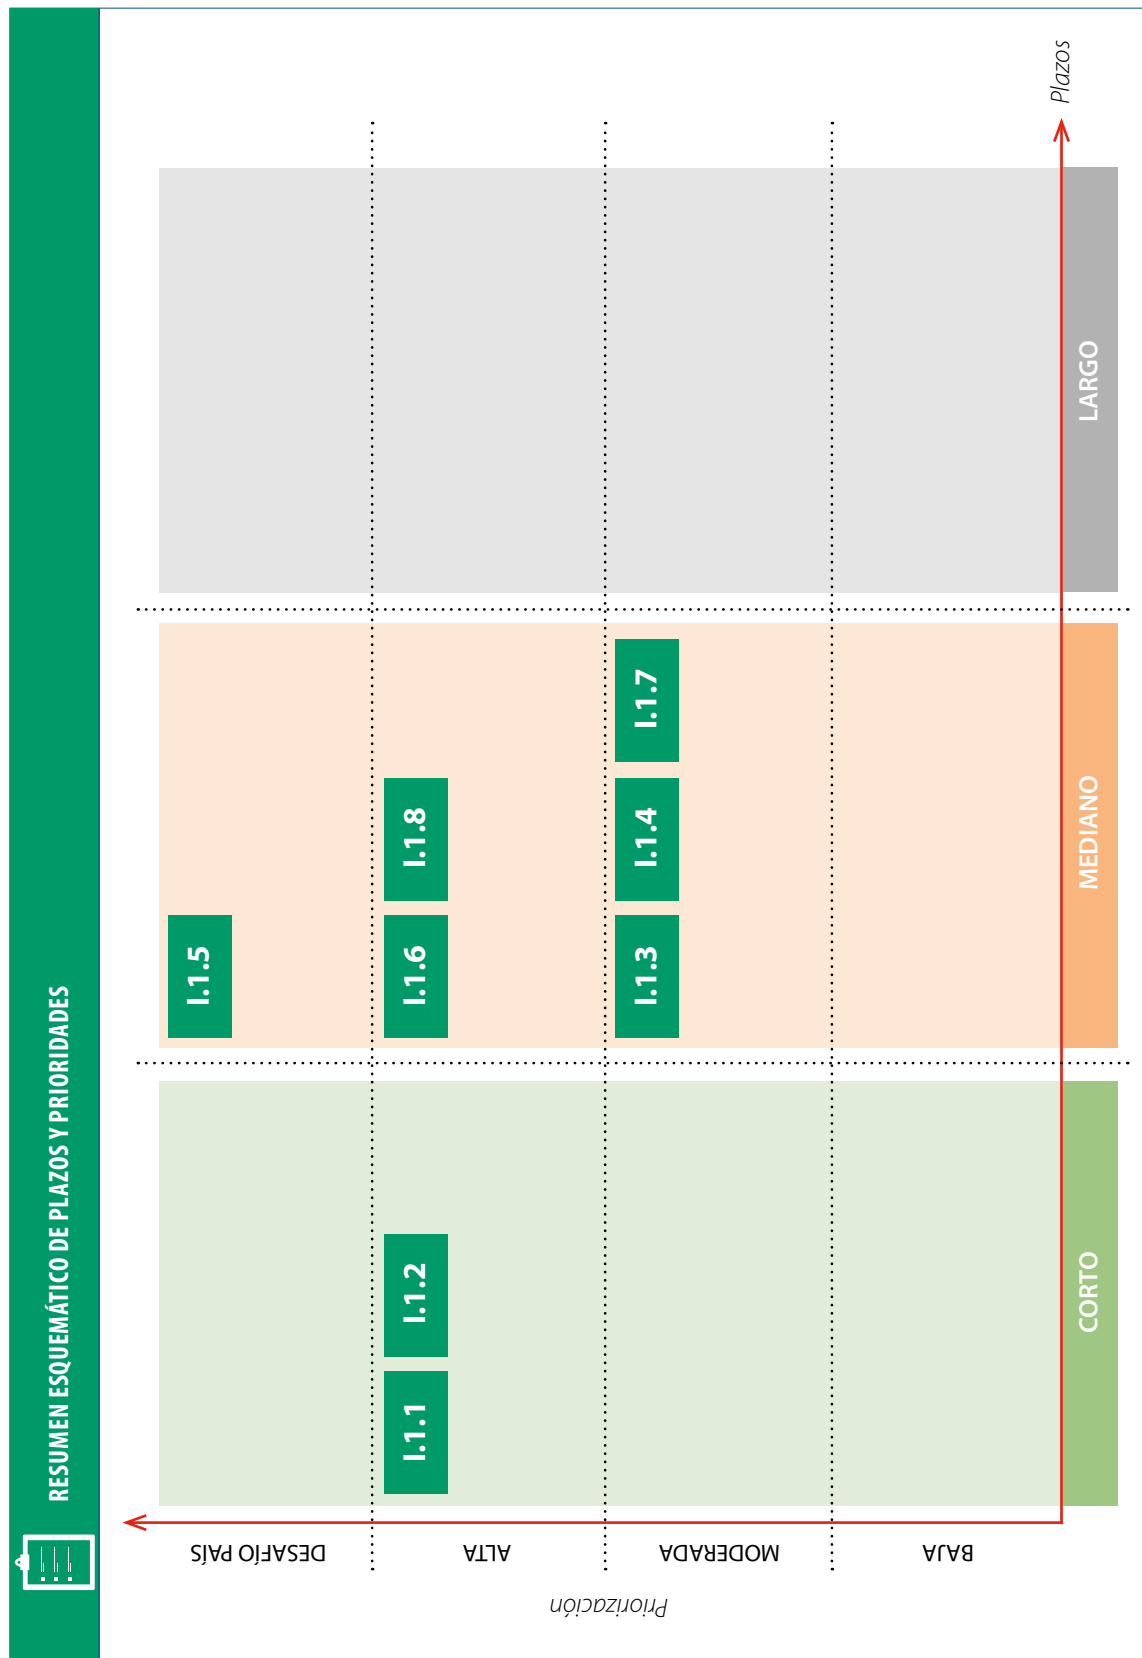 RESUMEN ESQUEMÁTICO DE PLAZOS Y PRIORIDADES
Priorización
DESAFÍO PAÍS
I.1.5
ALTA
I.1.1
I.1.2
I.1.6
I.1.8
MODERADA
I.1.3
I.1.4
I.1.7
BAJA
CORTO
MEDIANO
LARGO
Plazos